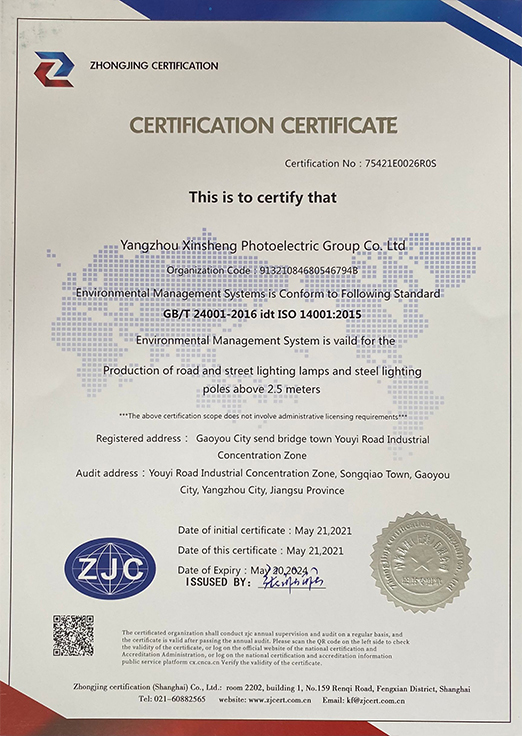 ZHONGJING CERTIFICATION
CERTIFICATION CERTIFICATE
Certification No : 75421E0026R0S
This is to certify that
Yangzhou Xinsheng Photoelectric Group Co. Ltd
Organization Code : 91321084680546794B
Environmental Management Systems is Conform to Following Standard
GB/T 24001-2016 idt ISO 14001:2015
Environmental Management System is vaild for the
Production of road and street lighting lamps and steel lighting
poles above 2.5 meters
***The above certification scope does not involve administrative licensing requirements***
Registered address : Gaoyou City send bridge town Youyi Road Industrial
Concentration Zone
Audit address : Youyi Road Industrial Concentration Zone, Songqiao Town, Gaoyou
City, Yangzhou City, Jiangsu Province
Date of initial certificate : May 21,2021
Date of this certificate : May 21,2021
Date of Expiry : May 20,2024
ISSUSED BY:
ZJC
The certificated organization shall conduct zjc annual supervision and audit on a regular basis, and
the certificate is valid after passing the annual audit. Please scan the QR code on the left side to check
the validity of the certificate, or log on the official website of the national certification and
Accreditation Administration, or log on the national certification and accreditation information
public service platform cx.cnca.cn Verify the validity of the certificate.
Zhongjing certification (Shanghai) Co., Ltd.: room 2202, building 1, No.159 Renqi Road, Fengxian District, Shanghai
Tel: 021-60882565 website: www.zjcert.com.cn Email: kf@zjcert.com.cn